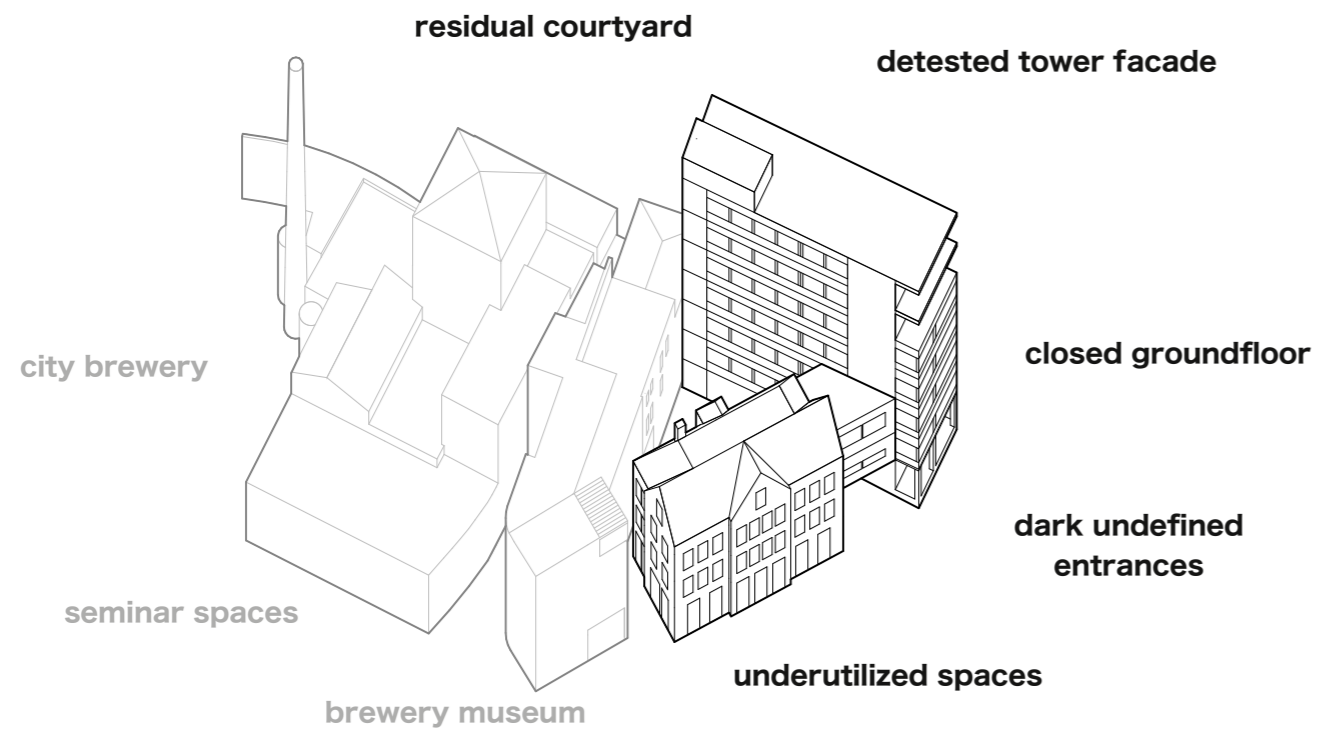 residual courtyard
detested tower facade
closed groundfloor
city brewery
dark undefined
entrances
seminar spaces
underutilized spaces
brewery museum